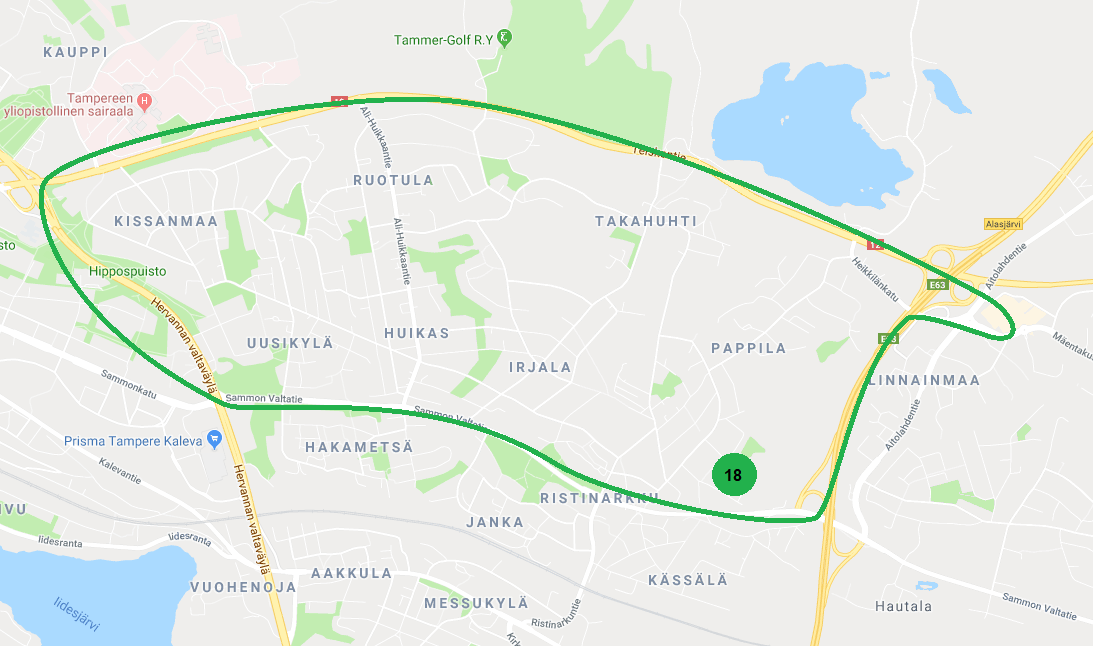 KAUPPI
Tammer-Golf R.Y
Tampereen
yliopistollinen sairaala
H
12
Ali-Huikkaantie
Teiskontie
RUOTULA
KISSANMAA
TAKAHUHTI
Ali-Huikkaantie
Alasjärvi
12
sto
Hippospuisto
Heikkilänkatu
Aitolahdentie
E63
Hervannan valtaväylä
HUIKAS
UUSIKYLÄ
E63
PAPPILA
Mäentaku
IRJALA
LINNAINMAA
Sammonkatu
Sammon Valtatie
Sammon Valtatie
Aitolahdentie
Prisma Tampere Kaleva
HAKAMETSÄ
Kalevantie
Hervannan valtaväylä
18
RISTINARKKU
IVU
JANKA
Iidesranta
Iidesranta
AAKKULA
KÄSSÄLÄ
VUOHENOJA
MESSUKYLÄ
Hautala
Sammon Valtatie
Iidesjärvi
Ristinarkuntie
Kirk